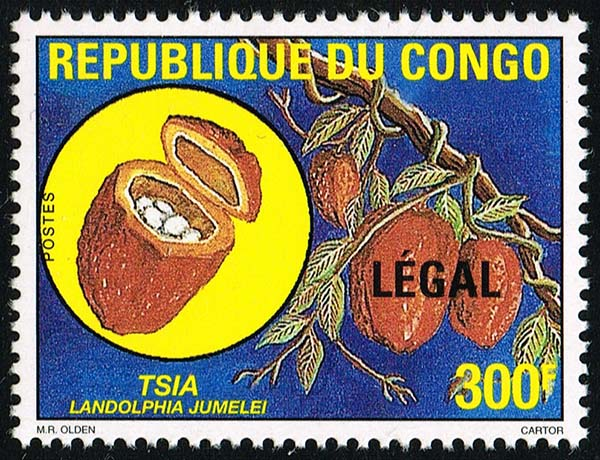 REPUBLIQUE DU CONGO
POSTES
LÉGAL
TSIA
LANDOLPHIA JUMELEI
300F
M.R. OLDEN
CARTOR